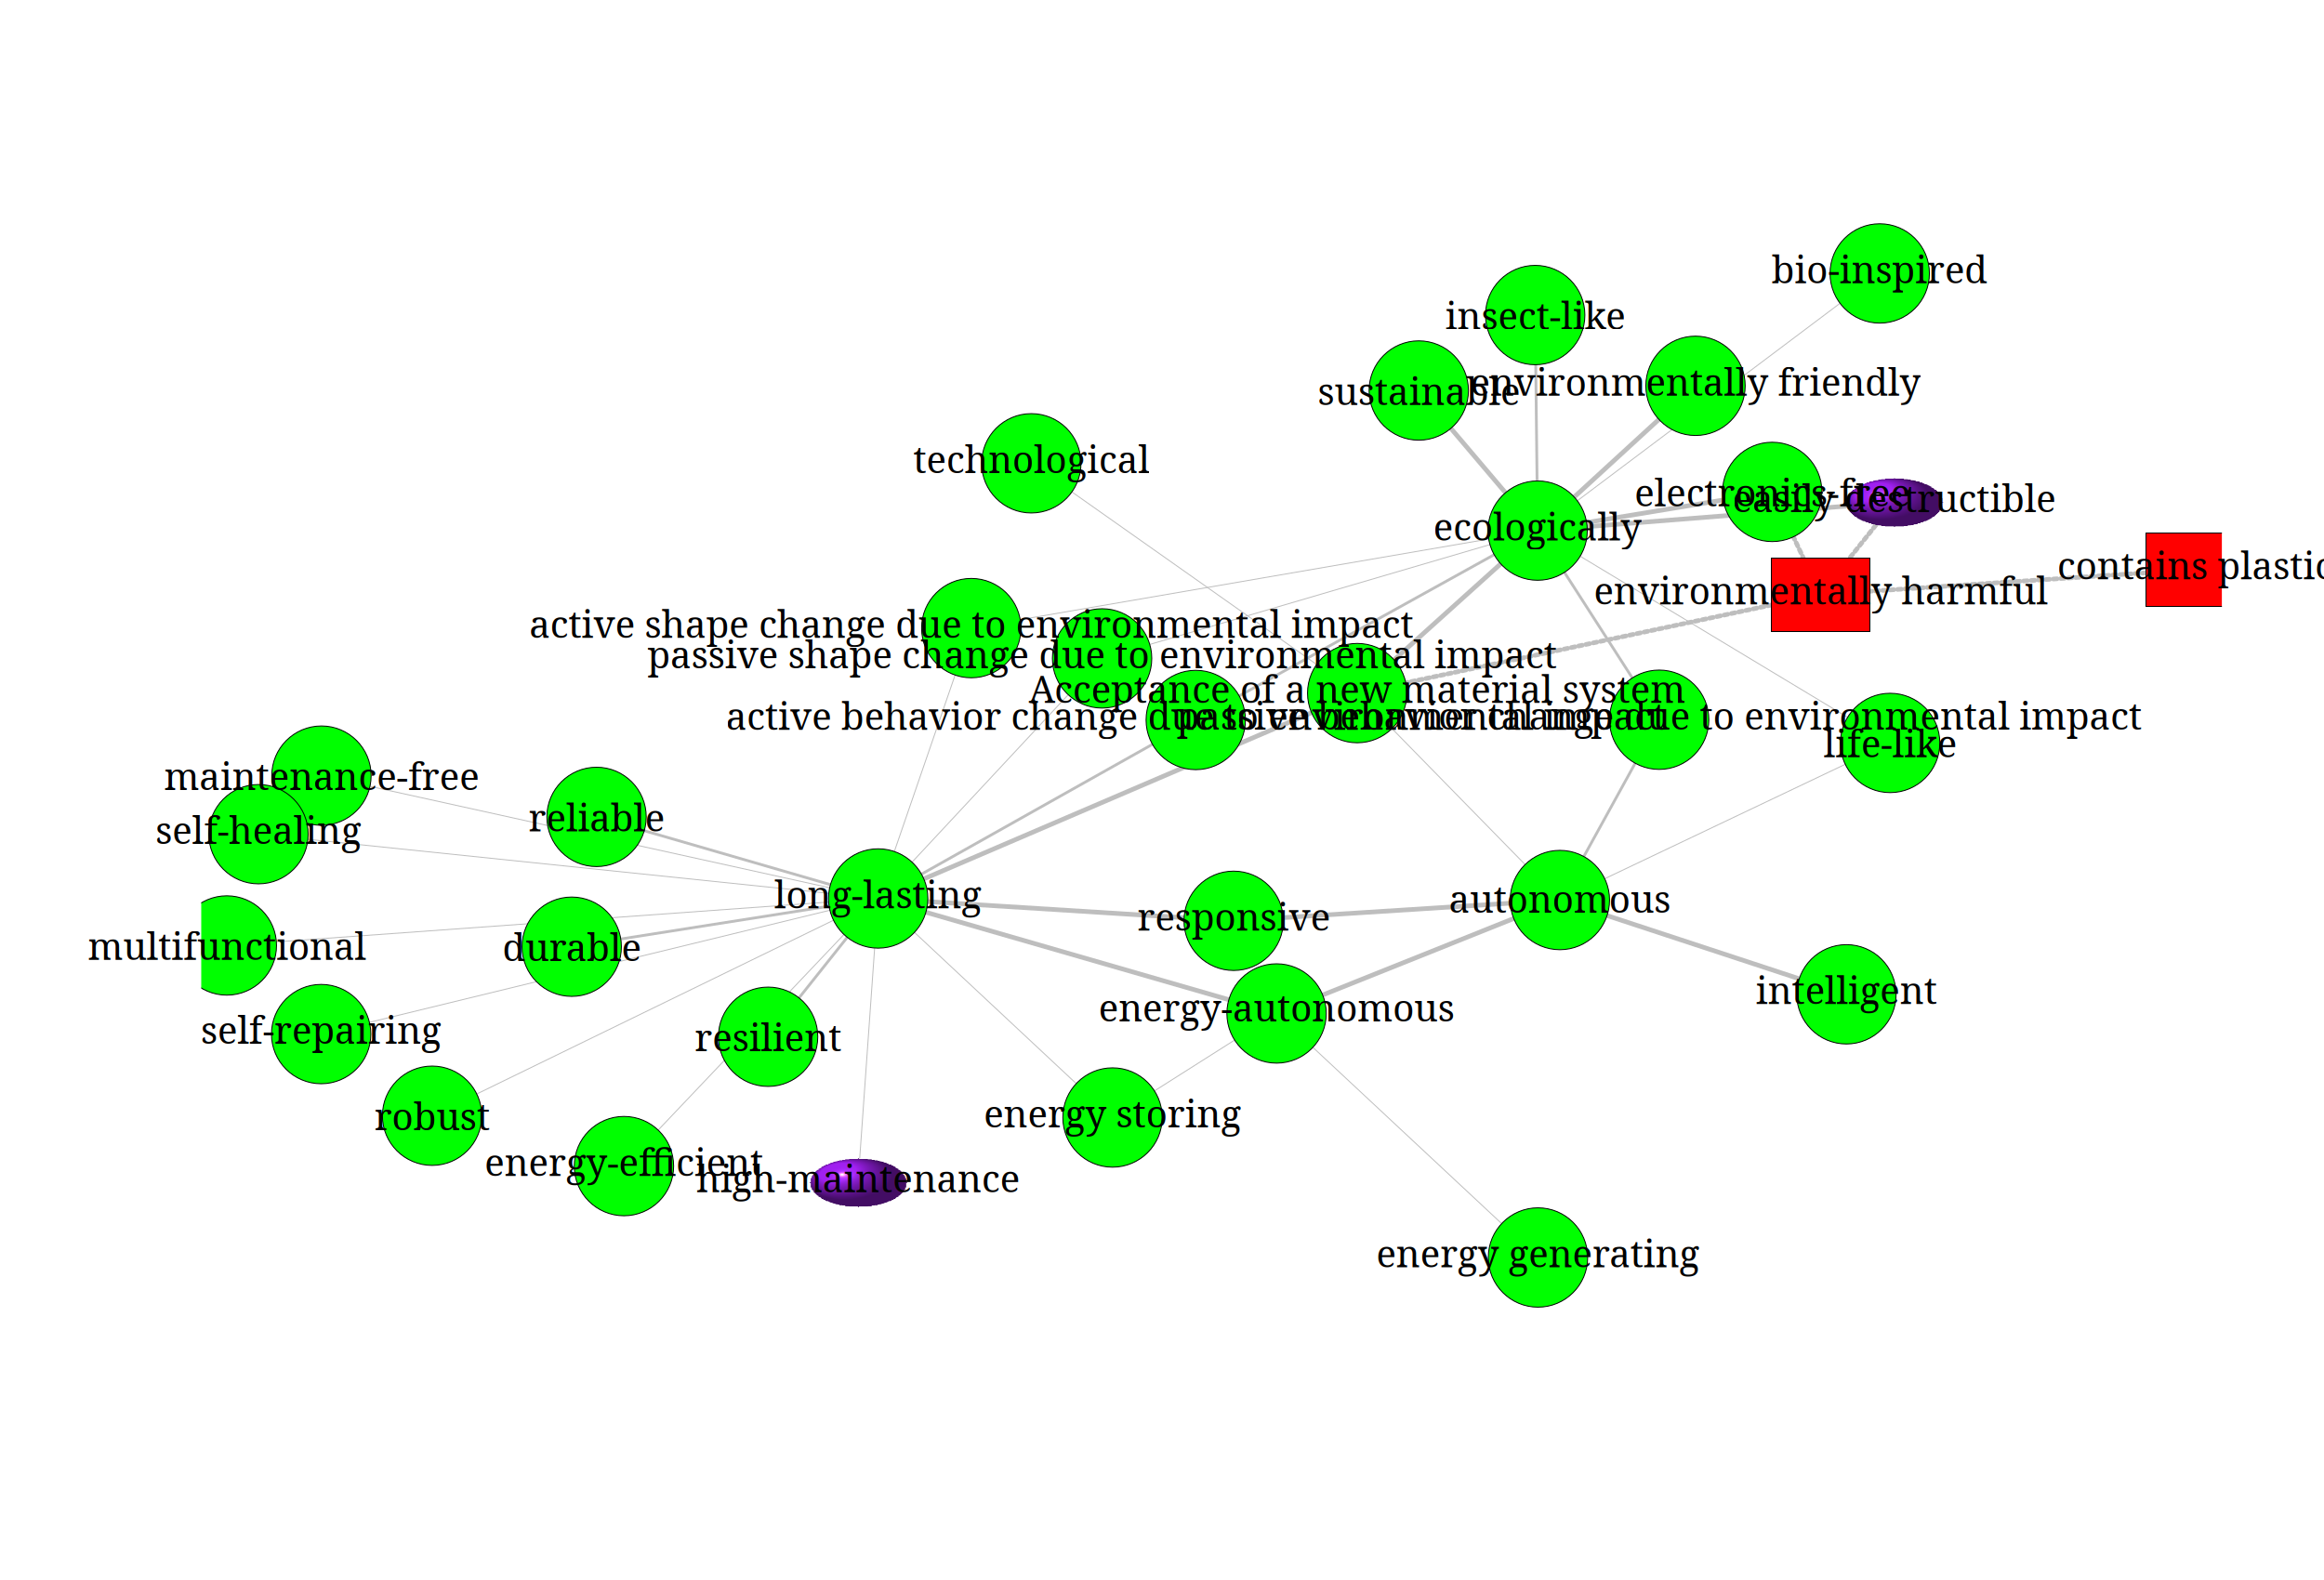 bio-inspired
insect-like
environmentally friendly
sustainable
technological
electronics-free
easily destructible
ecologically
contains plastic
environmentally harmful
active shape change due to environmental impact
passive shape change due to environmental impact
Acceptance of a new material system
active behavior change due to environmental impact
passive behavior change due to environmental impact
life-like
maintenance-free
reliable
self-healing
long-lasting
autonomous
responsive
multifunctional
durable
intelligent
energy-autonomous
self-repairing
resilient
energy storing
robust
energy-efficient
high-maintenance
energy generating